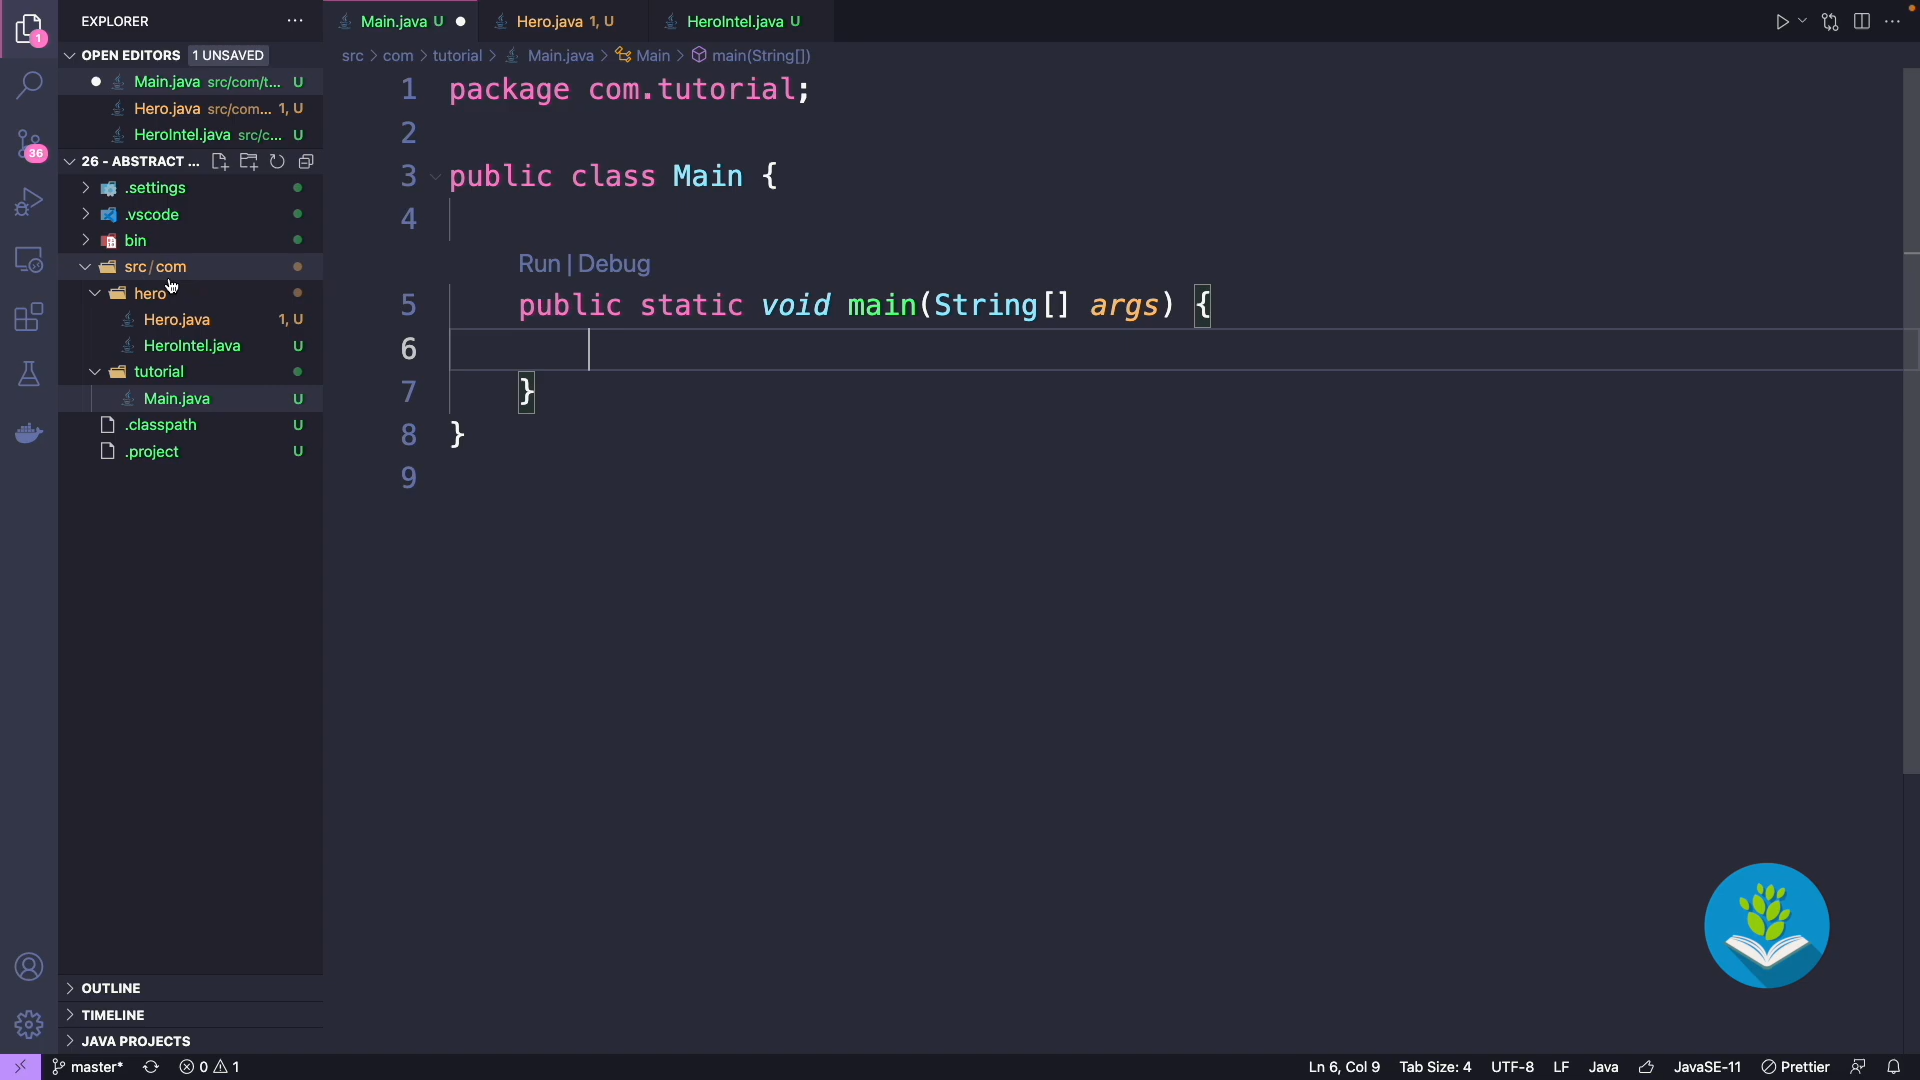 EXPLORER
OPEN EDITORS 1 UNSAVED
Main.java src/com/t... U
Hero.java src/com... 1, U
HeroIntel.java src/c... U
26 - ABSTRACT ...
.settings
.vscode
bin
src / com
hero
Hero.java 1, U
HeroIntel.java U
tutorial
Main.java U
.classpath U
.project U
OUTLINE
TIMELINE
JAVA PROJECTS
1
36
Main.java U
Hero.java 1, U
HeroIntel.java U
src > com > tutorial > Main.java > Main > main(String[])
1 package com.tutorial;
2
3 public class Main {
4
Run | Debug
5 public static void main(String[] args) {
6
7 }
8 }
9
master* 0 1
Ln 6, Col 9 Tab Size: 4 UTF-8 LF Java JavaSE-11 Prettier